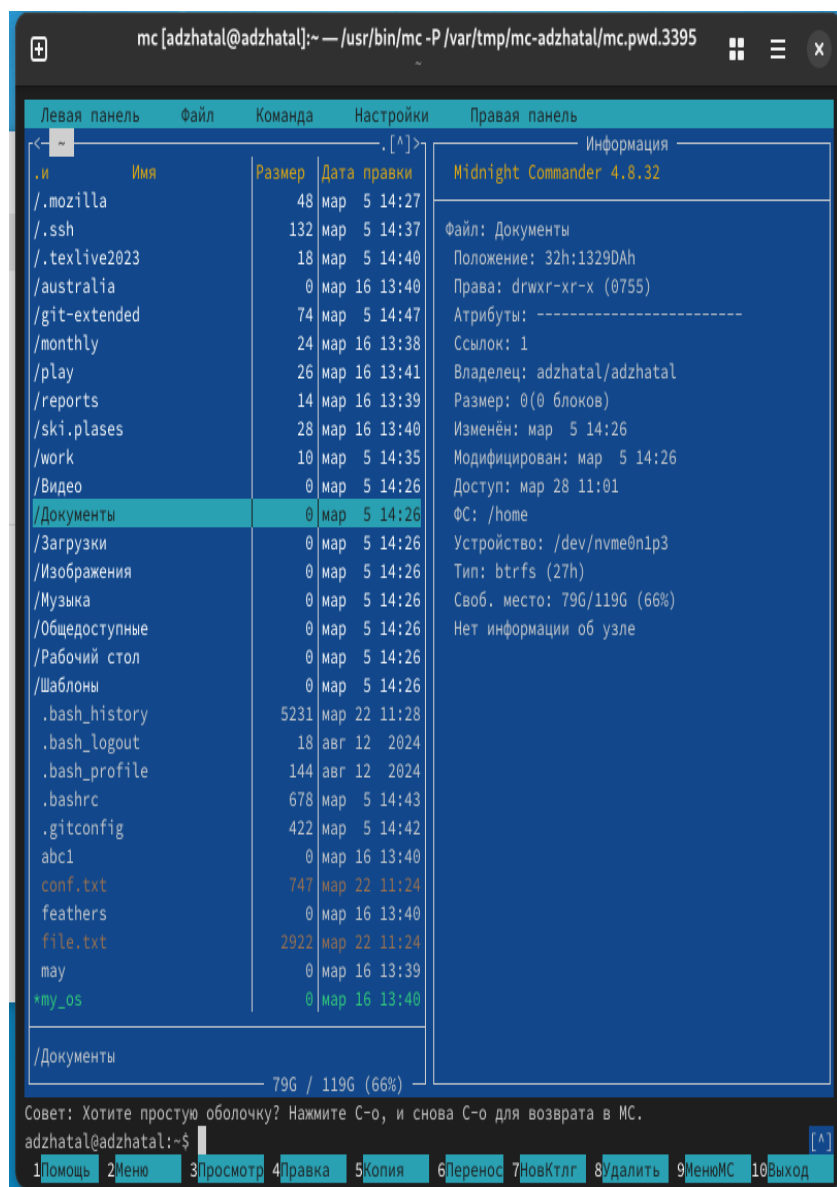 mc [adzhatal@adzhatal]:~ — /usr/bin/mc -P /var/tmp/mc-adzhatal/mc.pwd.3395
~
Левая панель Файл Команда Настройки Правая панель
<- ~ .[^]>
.и Имя Размер Дата правки
/.mozilla 48 мар 5 14:27
/.ssh 132 мар 5 14:37
/.texlive2023 18 мар 5 14:40
/australia 0 мар 16 13:40
/git-extended 74 мар 5 14:47
/monthly 24 мар 16 13:38
/play 26 мар 16 13:41
/reports 14 мар 16 13:39
/ski.plases 28 мар 16 13:40
/work 10 мар 5 14:35
/Видео 0 мар 5 14:26
/Документы 0 мар 5 14:26
/Загрузки 0 мар 5 14:26
/Изображения 0 мар 5 14:26
/Музыка 0 мар 5 14:26
/Общедоступные 0 мар 5 14:26
/Рабочий стол 0 мар 5 14:26
/Шаблоны 0 мар 5 14:26
.bash_history 5231 мар 22 11:28
.bash_logout 18 авг 12 2024
.bash_profile 144 авг 12 2024
.bashrc 678 мар 5 14:43
.gitconfig 422 мар 5 14:42
abc1 0 мар 16 13:40
conf.txt 747 мар 22 11:24
feathers 0 мар 16 13:40
file.txt 2922 мар 22 11:24
may 0 мар 16 13:39
*my_os 0 мар 16 13:40
/Документы
79G / 119G (66%)
Информация
Midnight Commander 4.8.32
Файл: Документы
Положение: 32h:1329DAh
Права: drwxr-xr-x (0755)
Атрибуты: -------------------------
Ссылок: 1
Владелец: adzhatal/adzhatal
Размер: 0(0 блоков)
Изменён: мар 5 14:26
Модифицирован: мар 5 14:26
Доступ: мар 28 11:01
ФС: /home
Устройство: /dev/nvme0n1p3
Тип: btrfs (27h)
Своб. место: 79G/119G (66%)
Нет информации об узле
Совет: Хотите простую оболочку? Нажмите C-o, и снова C-o для возврата в MC.
adzhatal@adzhatal:~$ [^]
1Помощь 2Меню 3Просмотр 4Правка 5Копия 6Перенос 7НовКтлг 8Удалить 9МенюMC 10Выход